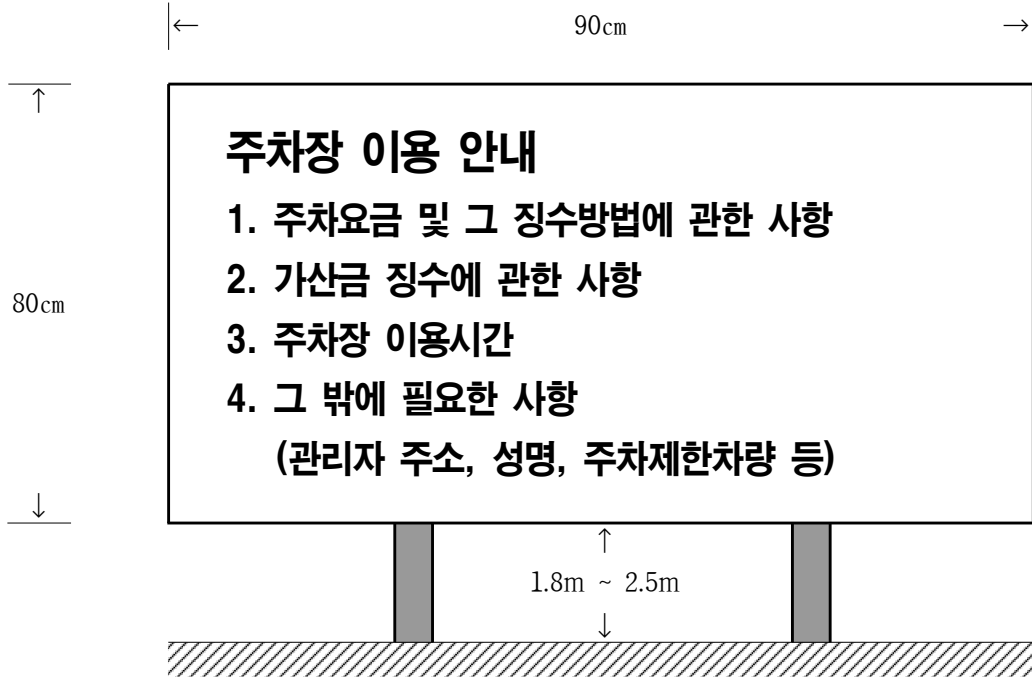 90cm
주차장 이용 안내
1. 주차요금 및 그 징수방법에 관한 사항
2. 가산금 징수에 관한 사항
80cm
3. 주차장 이용시간
4. 그 밖에 필요한 사항
(관리자 주소, 성명, 주차제한차량 등)
1.8m ~ 2.5m